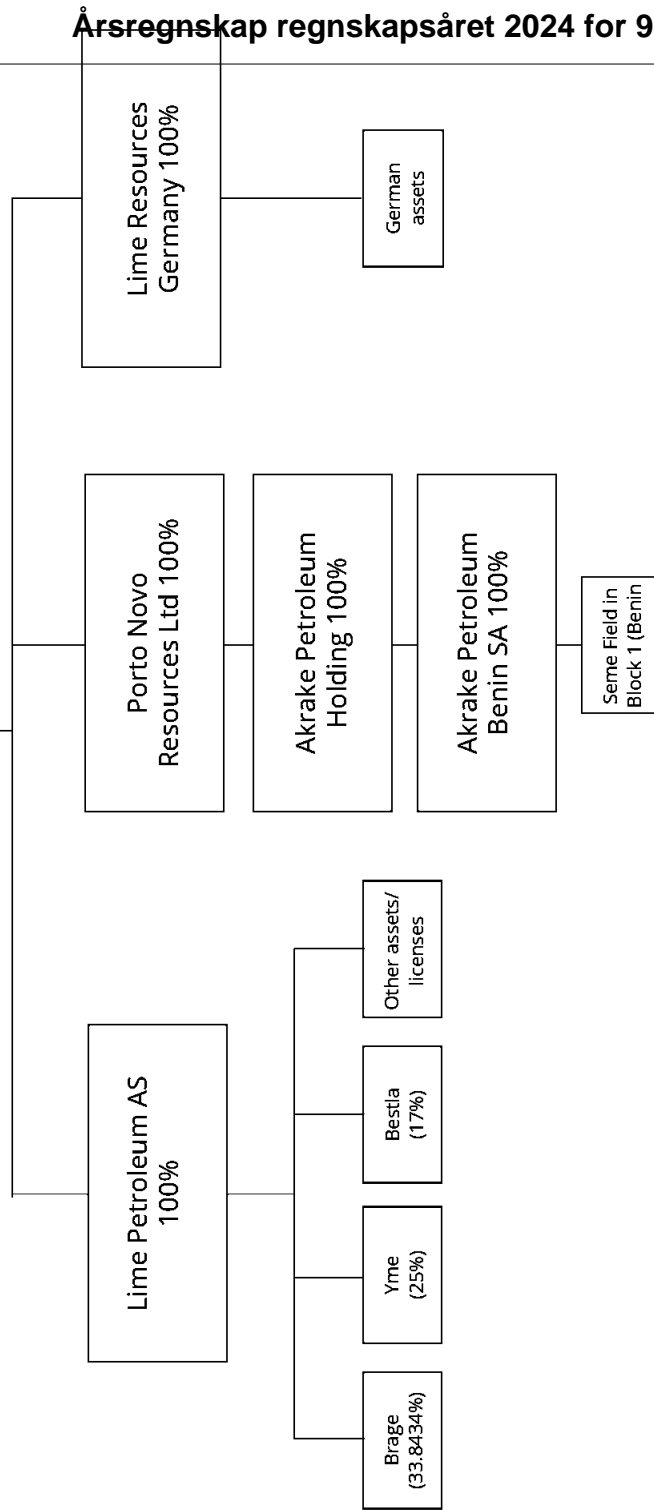 Årsregnskap regnskapsåret 2024 for 9
Lime Petroleum AS
100%
Brage
(33.8434%)
Yme
(25%)
Bestla
(17%)
Other assets/
licenses
Porto Novo
Resources Ltd 100%
Akrake Petroleum
Holding 100%
Akrake Petroleum
Benin SA 100%
Seme Field in
Block 1 (Benin
Lime Resources
Germany 100%
German
assets